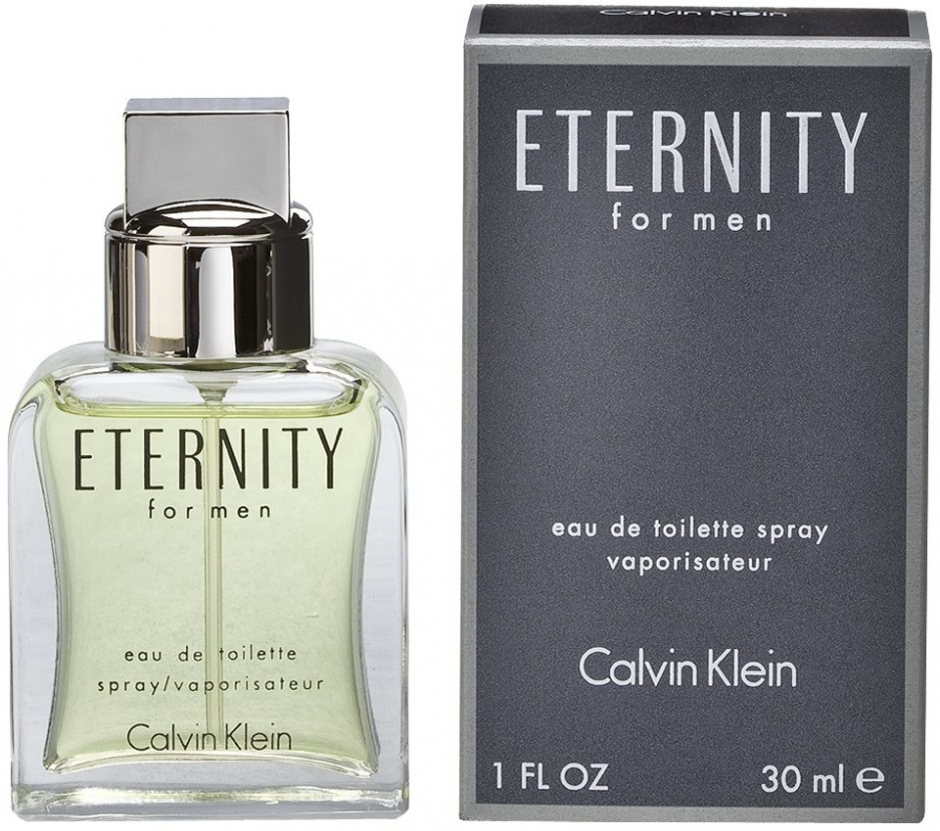 ETERNITY
for men
eau de toilette
spray/vaporisateur
Calvin Klein
Calvin Klein
ETERNITY
for men
eau de toilette spray
vaporisateur
Calvin Klein
1 FL OZ 30 ml e